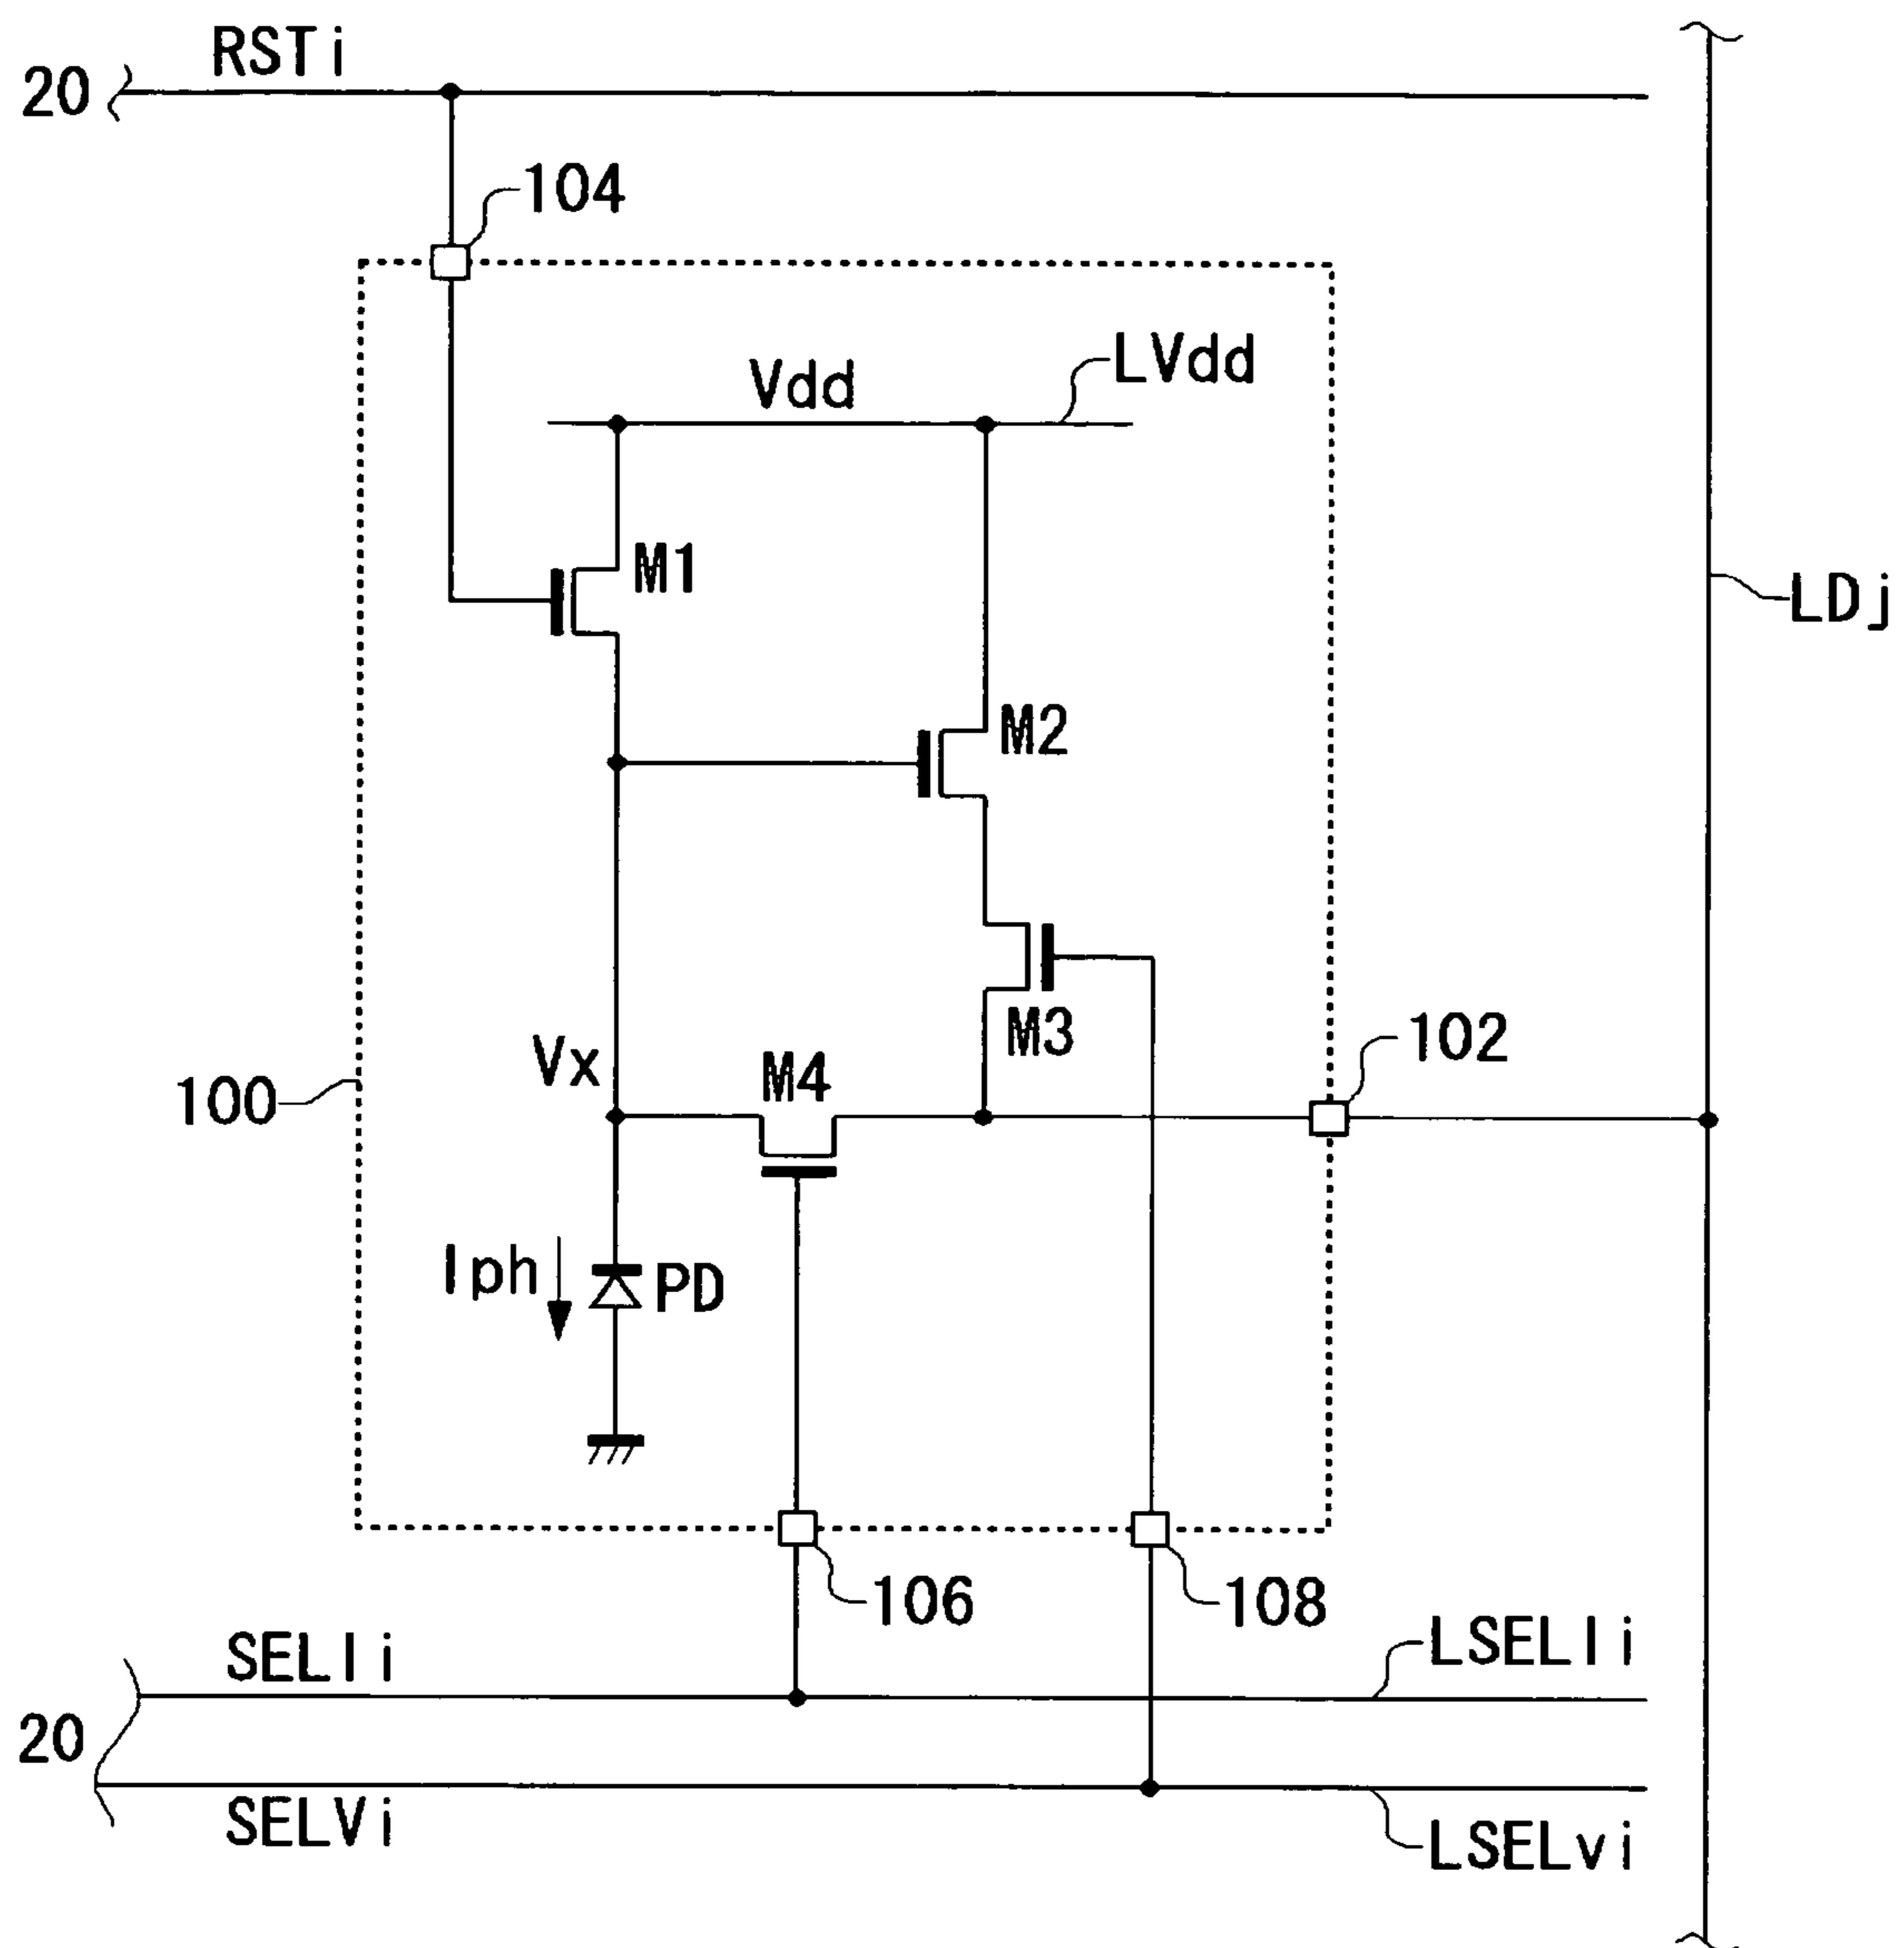 RSTi
20
104
Vdd
LVdd
M1
LDj
M2
M3
102
Vx
M4
100
Iph
PD
106
108
SELIi
LSELIi
20
SELVi
LSELvi